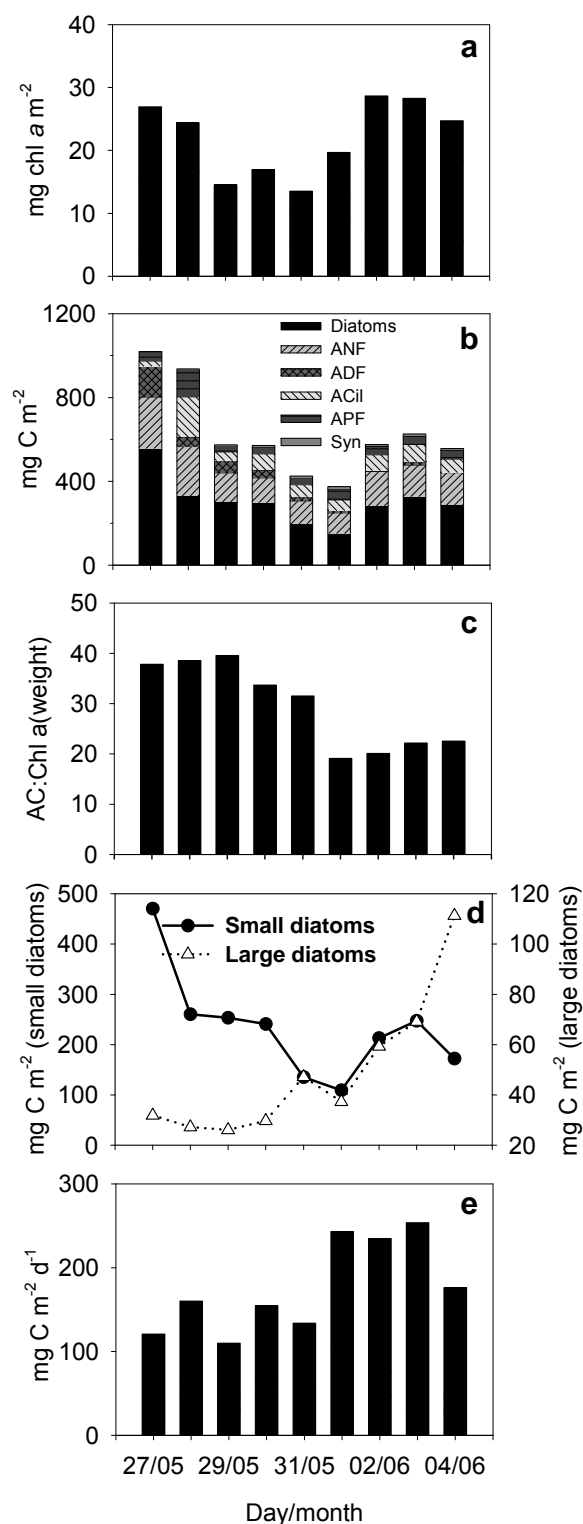 a
mg chl a m-2
40
30
20
10
0
b
mg C m-2
1200
800
400
0
Diatoms
ANF
ADF
ACil
APF
Syn
c
AC:Chl a(weight)
50
40
30
20
10
0
d
mg C m-2 (small diatoms)
500
400
300
200
100
0
Small diatoms
Large diatoms
120
100
80
60
40
20
mg C m-2 (large diatoms)
e
mg C m-2 d-1
300
200
100
0
27/05 29/05 31/05 02/06 04/06
Day/month